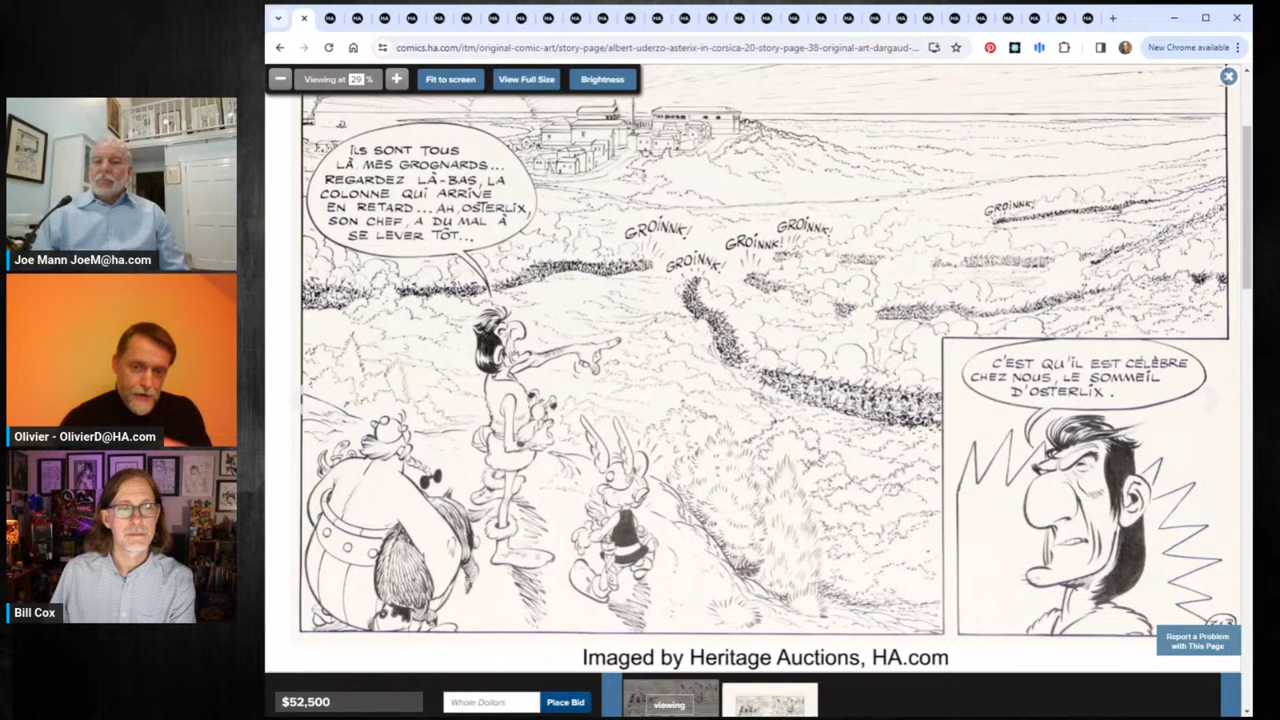 comics.ha.com/itm/original-comic-art/story-page/albert-uderzo-asterix-in-corsica-20-story-page-38-original-art-dargaud-...
New Chrome available
Viewing at 29 %
Fit to screen
View Full Size
Brightness
ILS SONT TOUS
LÀ MES GROGNARDS...
REGARDEZ LÀ-BAS, LA
COLONNE QUI ARRIVE
EN RETARD... AH, OSTERLIX,
SON CHEF, A DU MAL À
SE LEVER TÔT...
GROÏNNK!
GROÏNNK!
GROÏNNK!
GROÏNNK!
GROÏNNK!
C'EST QU'IL EST CÉLÈBRE
CHEZ NOUS, LE SOMMEIL
D'OSTERLIX.
Joe Mann JoeM@ha.com
Olivier - OlivierD@HA.com
Bill Cox
Report a Problem
with This Page
Imaged by Heritage Auctions, HA.com
$52,500
Whole Dollars
Place Bid
viewing